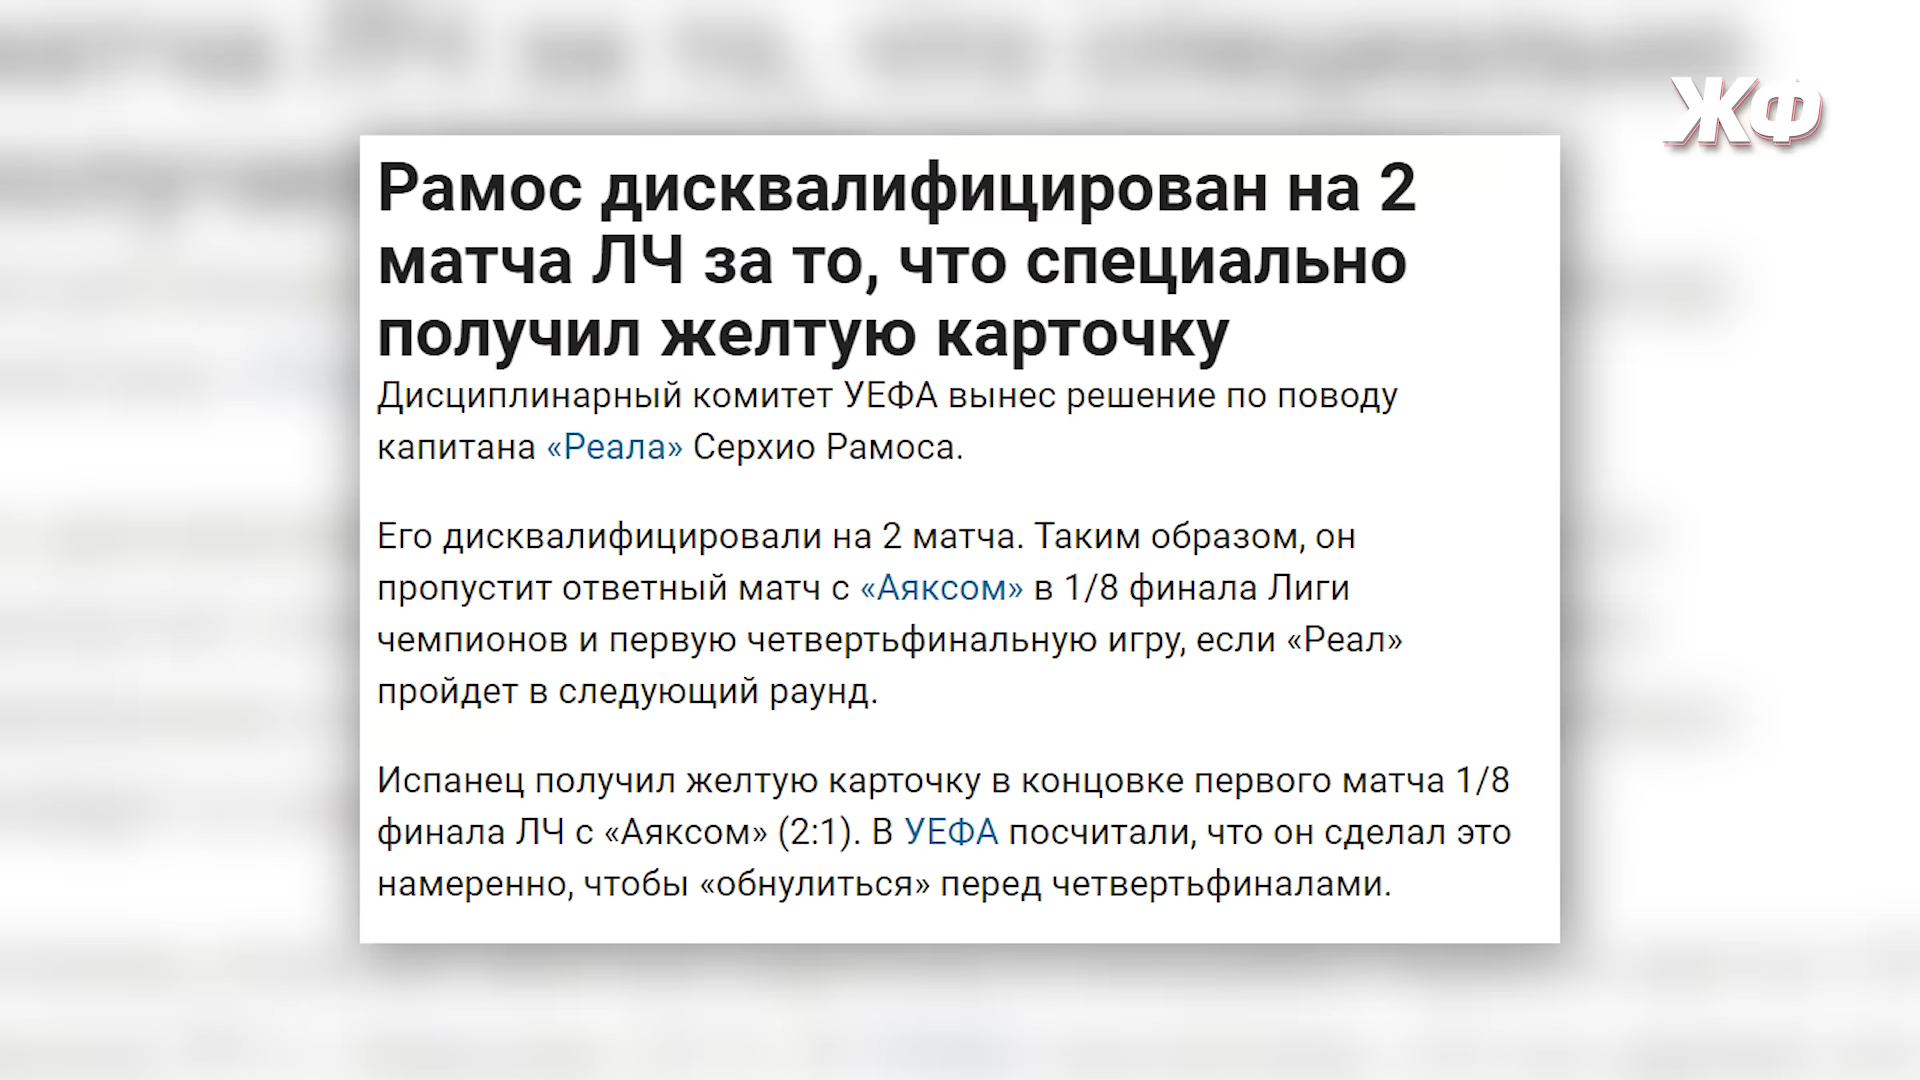 ЖФ
Рамос дисквалифицирован на 2
матча ЛЧ за то, что специально
получил желтую карточку
Дисциплинарный комитет УЕФА вынес решение по поводу
капитана «Реала» Серхио Рамоса.
Его дисквалифицировали на 2 матча. Таким образом, он
пропустит ответный матч с «Аяксом» в 1/8 финала Лиги
чемпионов и первую четвертьфинальную игру, если «Реал»
пройдет в следующий раунд.
Испанец получил желтую карточку в концовке первого матча 1/8
финала ЛЧ с «Аяксом» (2:1). В УЕФА посчитали, что он сделал это
намеренно, чтобы «обнулиться» перед четвертьфиналами.